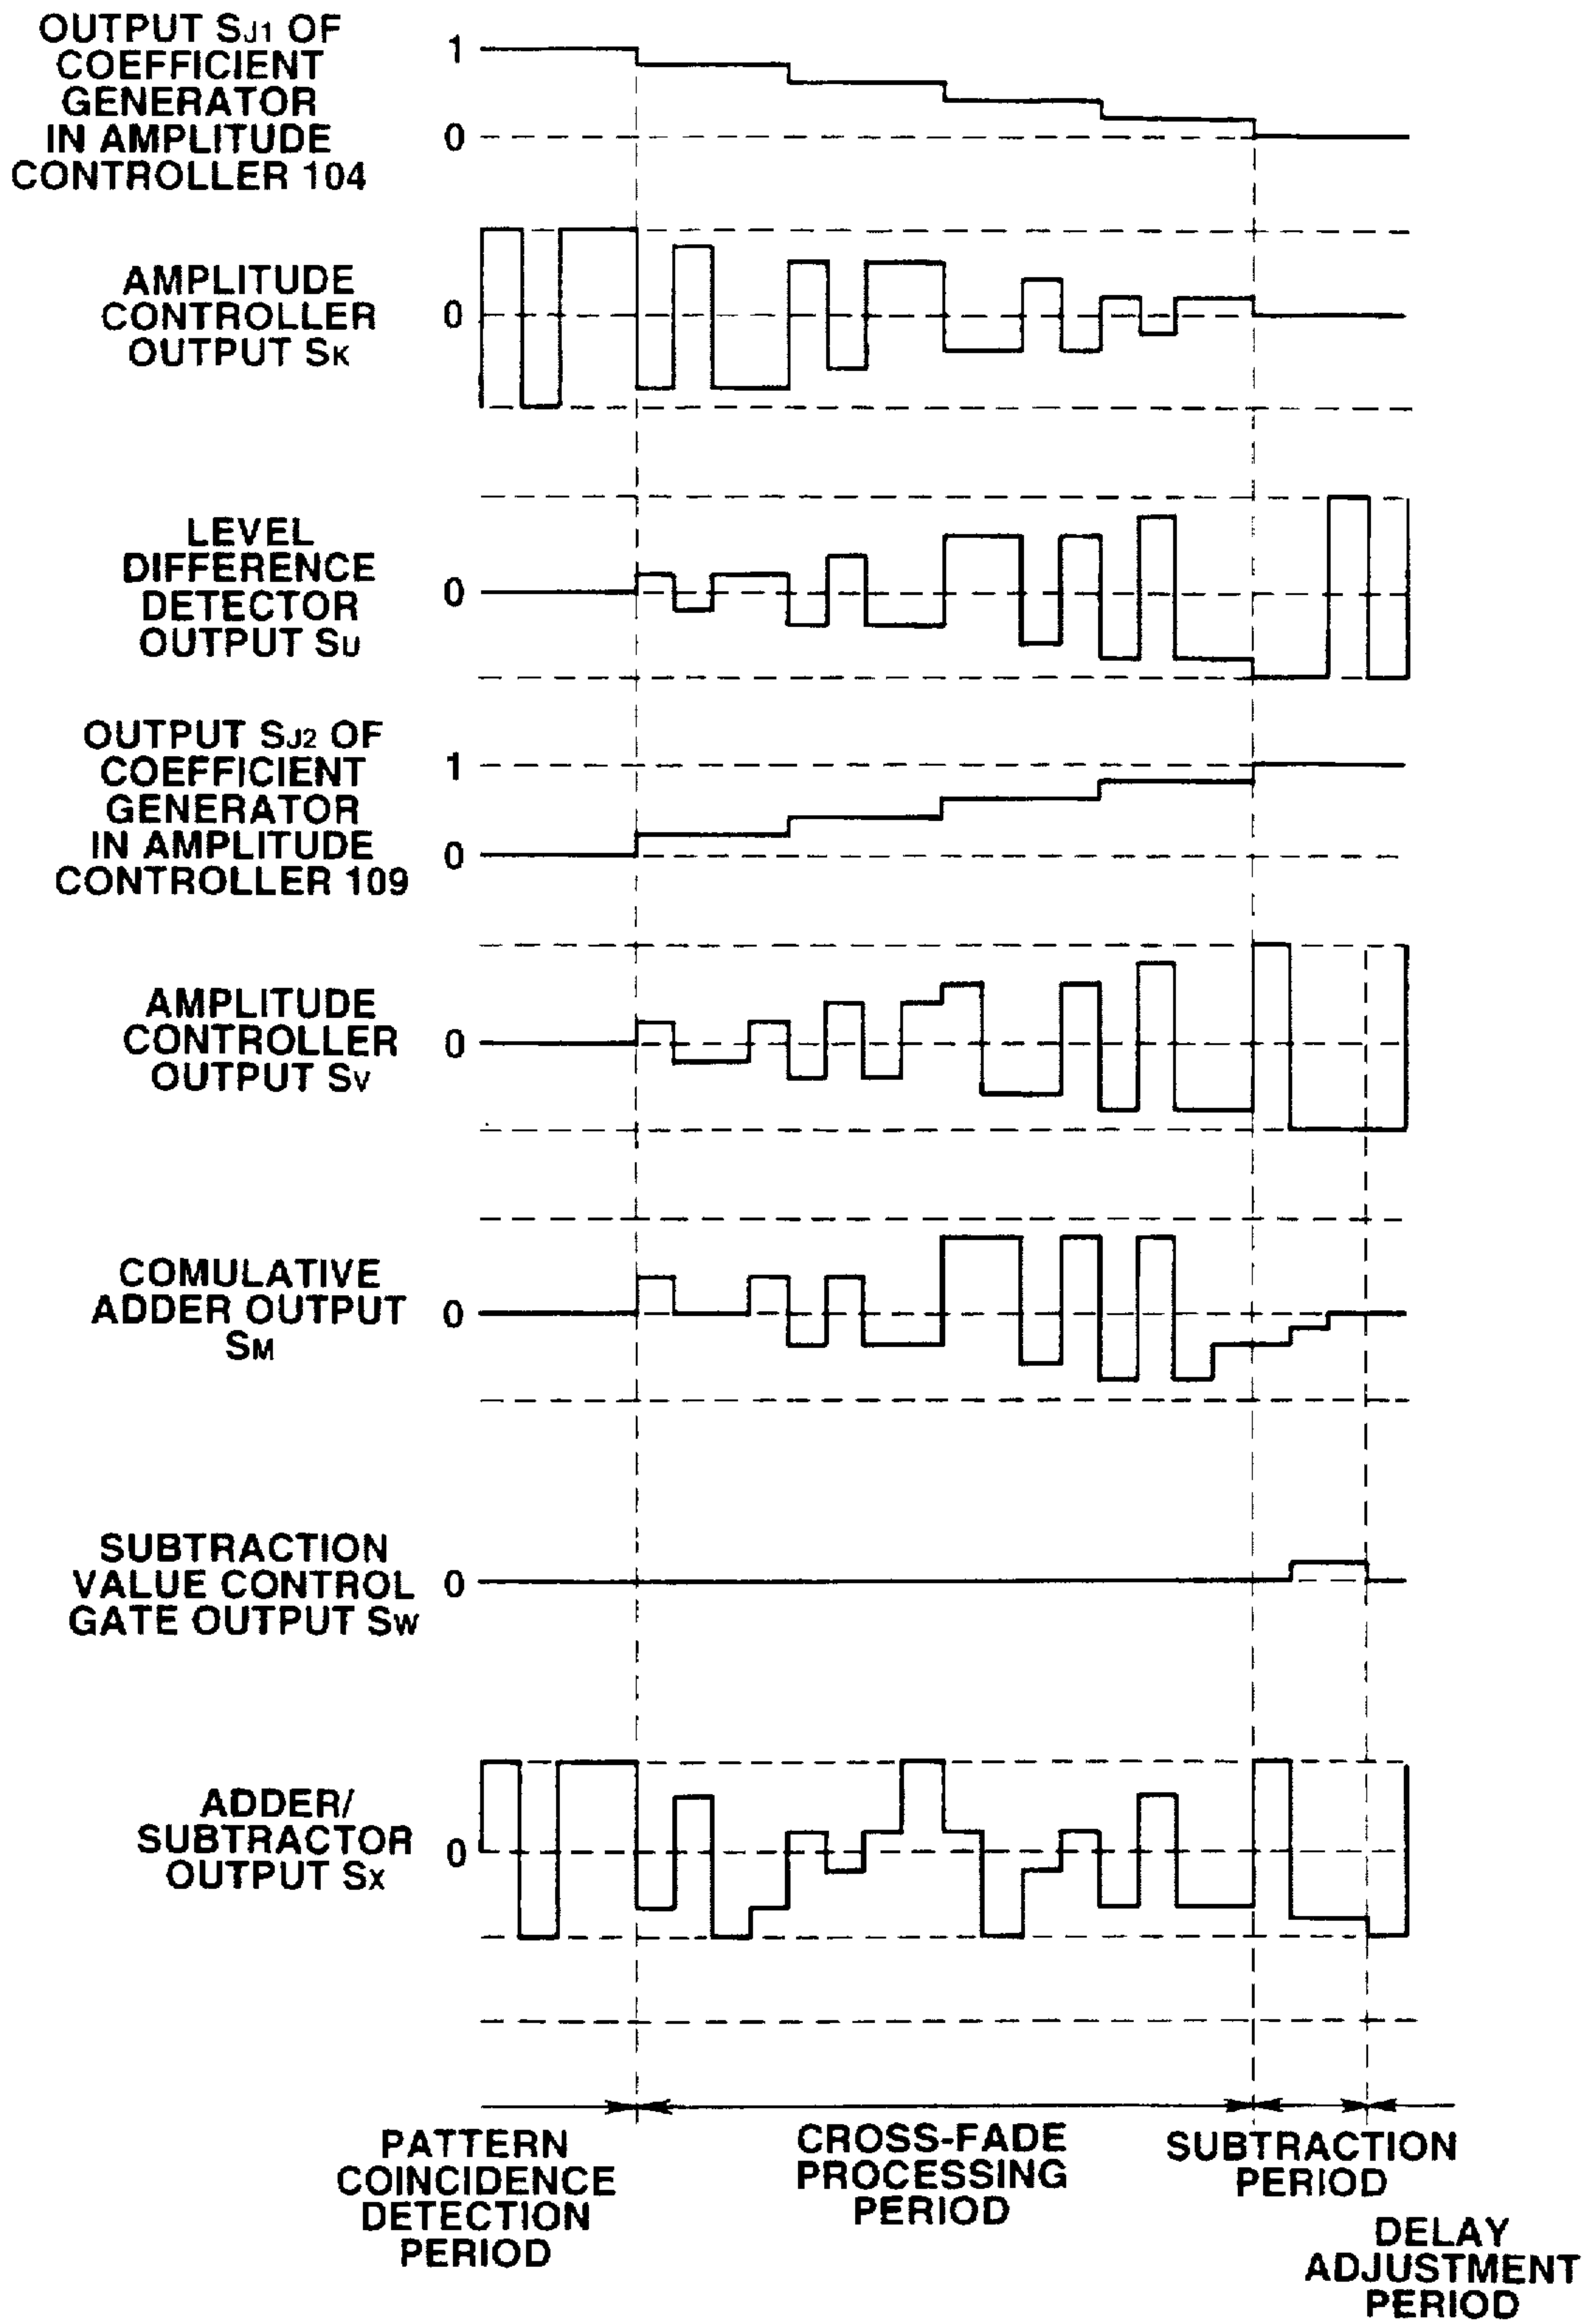 OUTPUT SJ1 OF
COEFFICIENT
GENERATOR
IN AMPLITUDE
CONTROLLER 104
1
0
AMPLITUDE
CONTROLLER
OUTPUT SK
0
LEVEL
DIFFERENCE
DETECTOR
OUTPUT SU
0
OUTPUT SJ2 OF
COEFFICIENT
GENERATOR
IN AMPLITUDE
CONTROLLER 109
1
0
AMPLITUDE
CONTROLLER
OUTPUT SV
0
COMULATIVE
ADDER OUTPUT
SM
0
SUBTRACTION
VALUE CONTROL
GATE OUTPUT SW
0
ADDER/
SUBTRACTOR
OUTPUT SX
0
PATTERN
COINCIDENCE
DETECTION
PERIOD
CROSS-FADE
PROCESSING
PERIOD
SUBTRACTION
PERIOD
DELAY
ADJUSTMENT
PERIOD